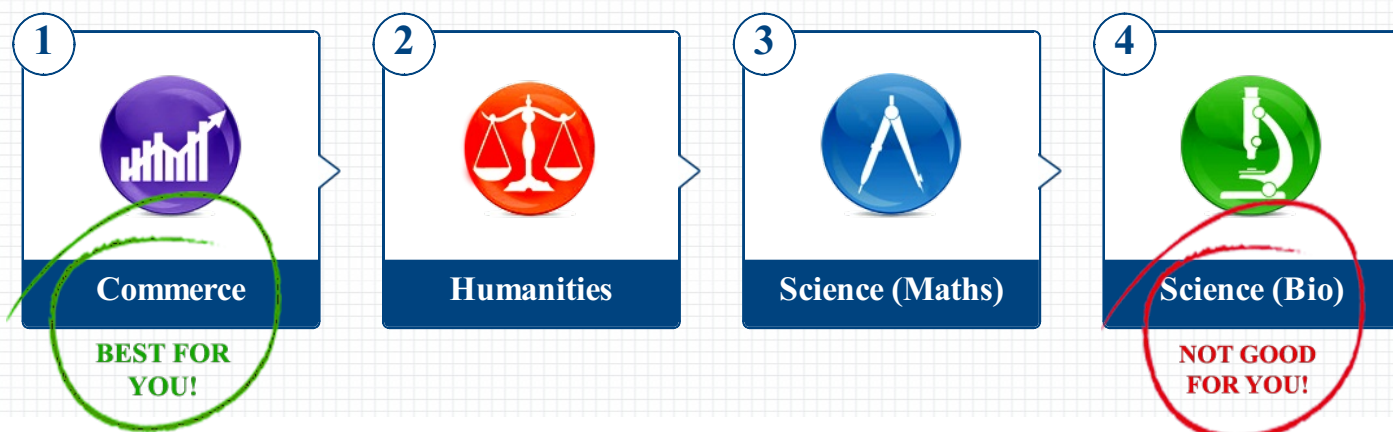 1
2
3
4
Commerce
Humanities
Science (Maths)
Science (Bio)
BEST FOR
YOU!
NOT GOOD
FOR YOU!